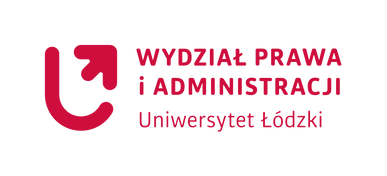 WYDZIAŁ PRAWA
i ADMINISTRACJI
Uniwersytet Łódzki